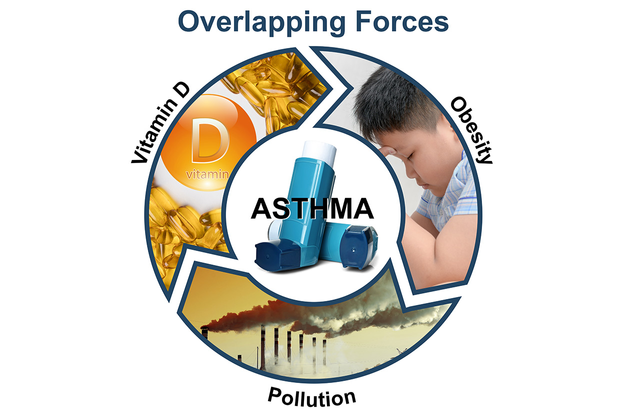 Overlapping Forces
Vitamin D
D
vitamin
Obesity
ASTHMA
Pollution